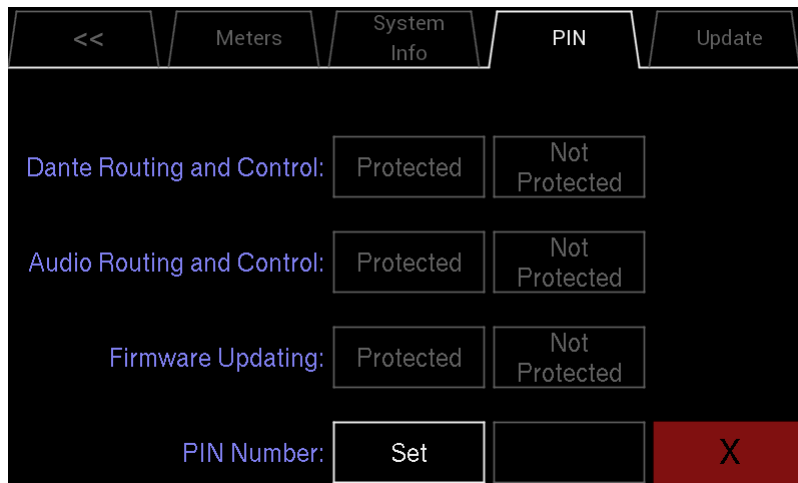 << Meters System Info PIN Update
Dante Routing and Control: Protected Not Protected
Audio Routing and Control: Protected Not Protected
Firmware Updating: Protected Not Protected
PIN Number: Set X